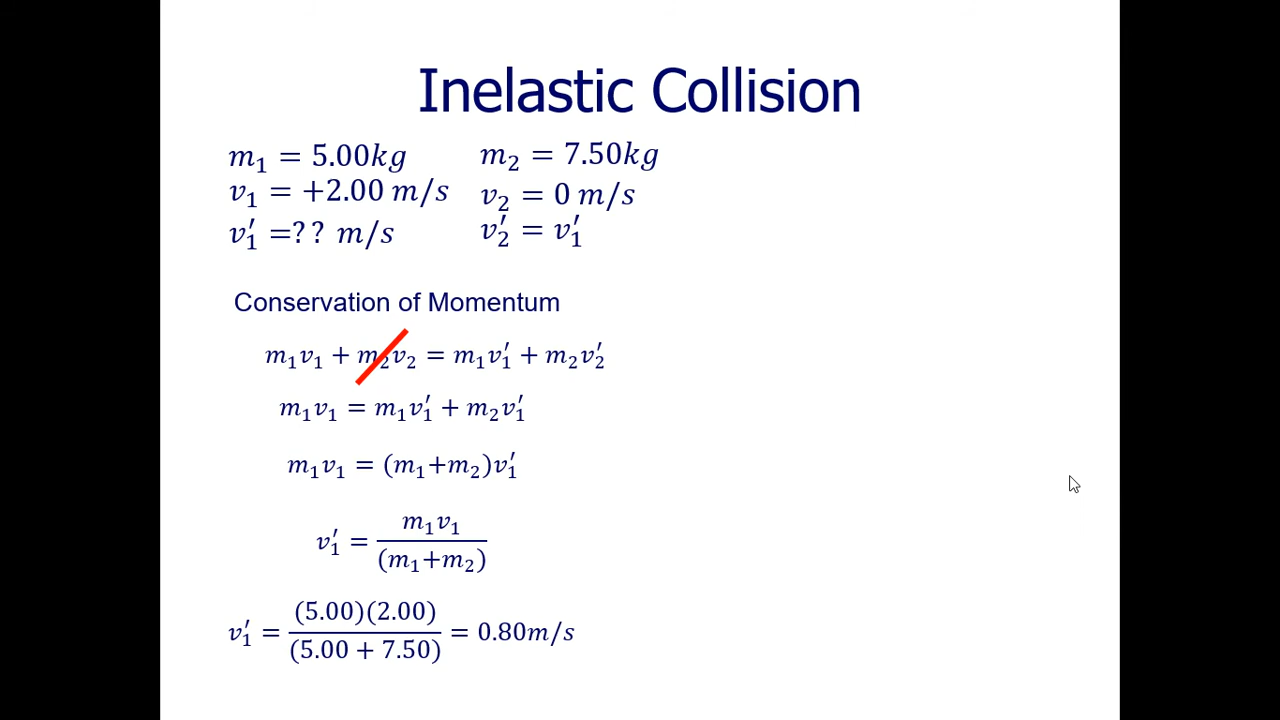 Inelastic Collision
m₁ = 5.00kg m₂ = 7.50kg
v₁ = +2.00 m/s v₂ = 0 m/s
v₁′ =?? m/s v₂′ = v₁′
Conservation of Momentum
m₁v₁ + m₂v₂ = m₁v₁′ + m₂v₂′
m₁v₁ = m₁v₁′ + m₂v₁′
m₁v₁ = (m₁+m₂)v₁′
v₁′ = m₁v₁ / (m₁+m₂)
v₁′ = (5.00)(2.00) / (5.00 + 7.50) = 0.80m/s